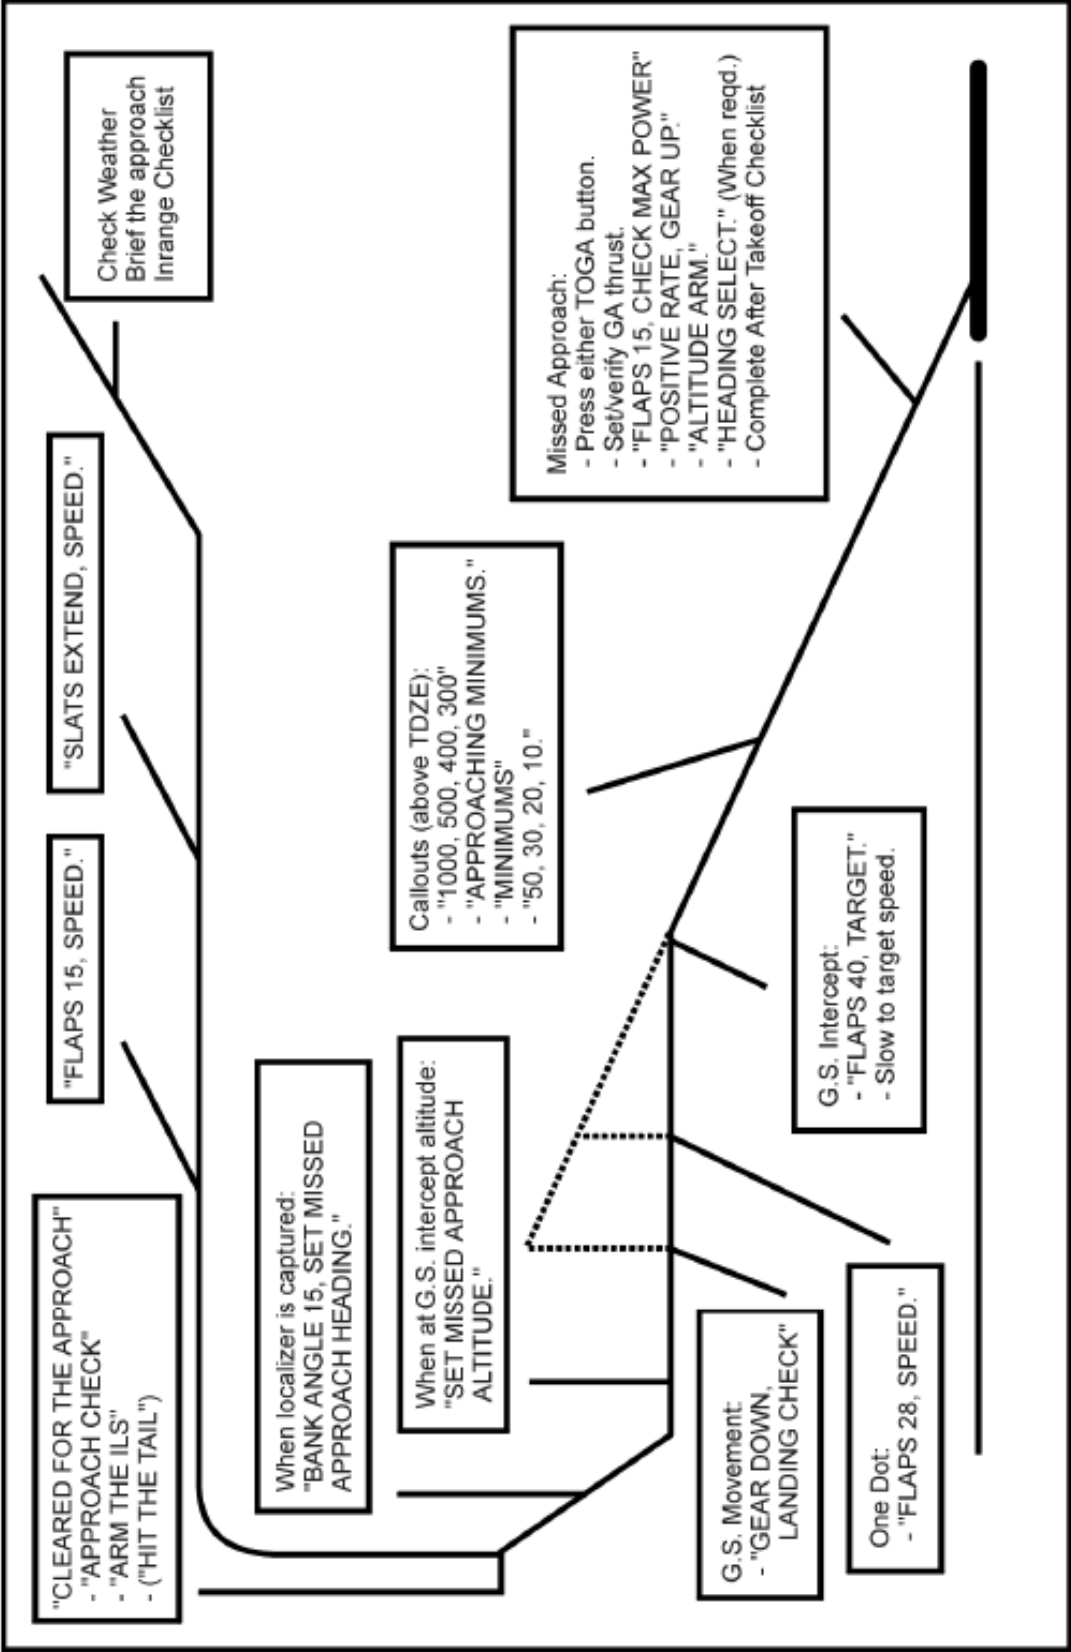 Check Weather
Brief the approach
Inrange Checklist
"SLATS EXTEND, SPEED."
"FLAPS 15, SPEED."
"CLEARED FOR THE APPROACH"
- "APPROACH CHECK"
- "ARM THE ILS"
- ("HIT THE TAIL")
When localizer is captured:
"BANK ANGLE 15, SET MISSED
APPROACH HEADING."
When at G.S. intercept altitude:
"SET MISSED APPROACH
ALTITUDE."
G.S. Movement:
- "GEAR DOWN,
LANDING CHECK"
One Dot:
- "FLAPS 28, SPEED."
G.S. Intercept:
- "FLAPS 40, TARGET."
- Slow to target speed.
Callouts (above TDZE):
- "1000, 500, 400, 300"
- "APPROACHING MINIMUMS."
- "MINIMUMS"
- "50, 30, 20, 10."
Missed Approach:
- Press either TOGA button.
- Set/verify GA thrust.
- "FLAPS 15, CHECK MAX POWER"
- "POSITIVE RATE, GEAR UP."
- "ALTITUDE ARM."
- "HEADING SELECT." (When reqd.)
- Complete After Takeoff Checklist